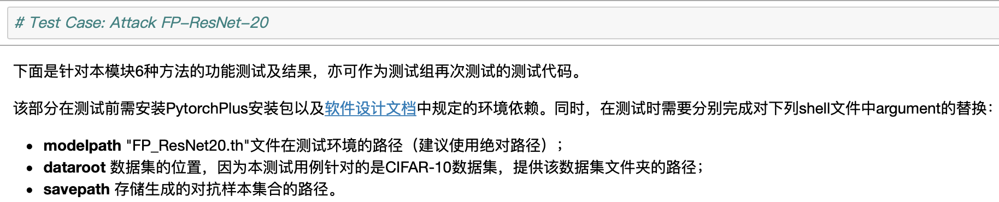 # Test Case: Attack FP-ResNet-20
下面是针对本模块6种方法的功能测试及结果，亦可作为测试组再次测试的测试代码。
该部分在测试前需安装PytorchPlus安装包以及软件设计文档中规定的环境依赖。同时，在测试时需要分别完成对下列shell文件中argument的替换：
• modelpath "FP_ResNet20.th"文件在测试环境的路径（建议使用绝对路径）；
• dataroot 数据集的位置，因为本测试用例针对的是CIFAR-10数据集，提供该数据集文件夹的路径；
• savepath 存储生成的对抗样本集合的路径。